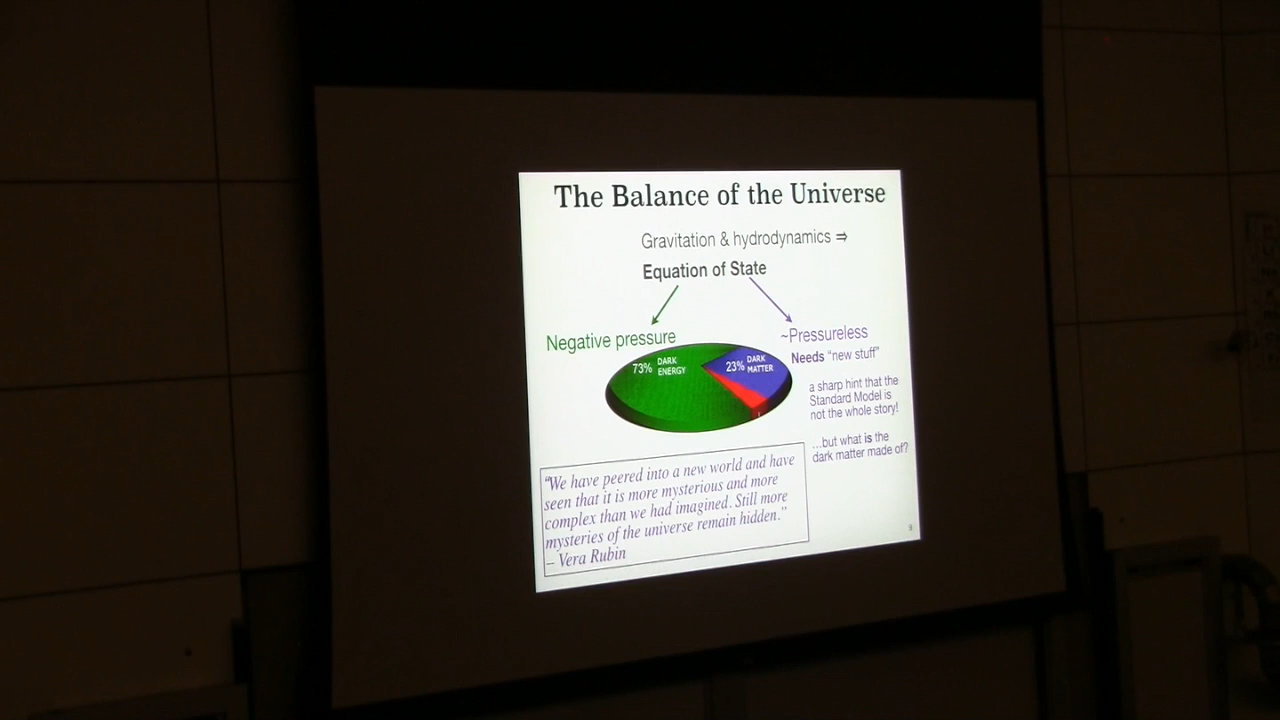 The Balance of the Universe
Gravitation & hydrodynamics ⇒
Equation of State
Negative pressure
~Pressureless
Needs “new stuff”
73% DARK
ENERGY
23% DARK
MATTER
a sharp hint that the
Standard Model is
not the whole story!
...but what is the
dark matter made of?
“We have peered into a new world and have
seen that it is more mysterious and more
complex than we had imagined. Still more
mysteries of the universe remain hidden.”
– Vera Rubin
9